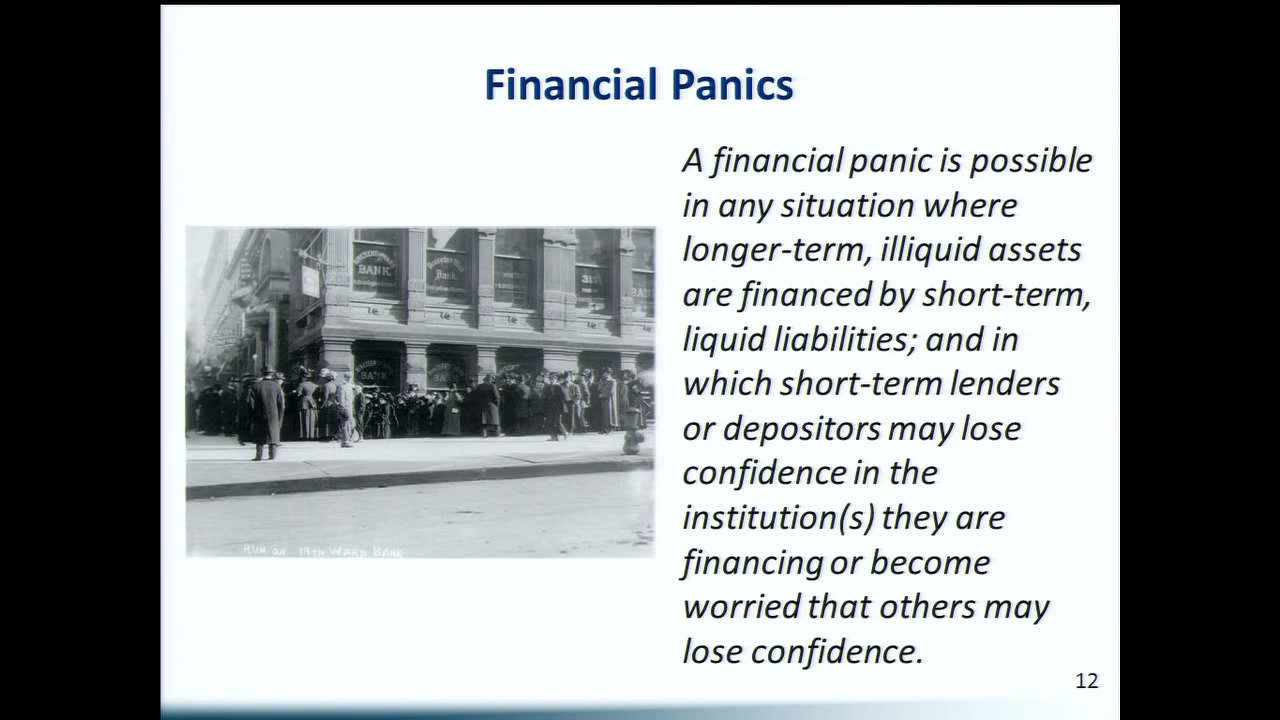 Financial Panics
A financial panic is possible
in any situation where
longer-term, illiquid assets
are financed by short-term,
liquid liabilities; and in
which short-term lenders
or depositors may lose
confidence in the
institution(s) they are
financing or become
worried that others may
lose confidence.
BANK
Bank
BANK
RUN ON 19TH WARD BANK
12